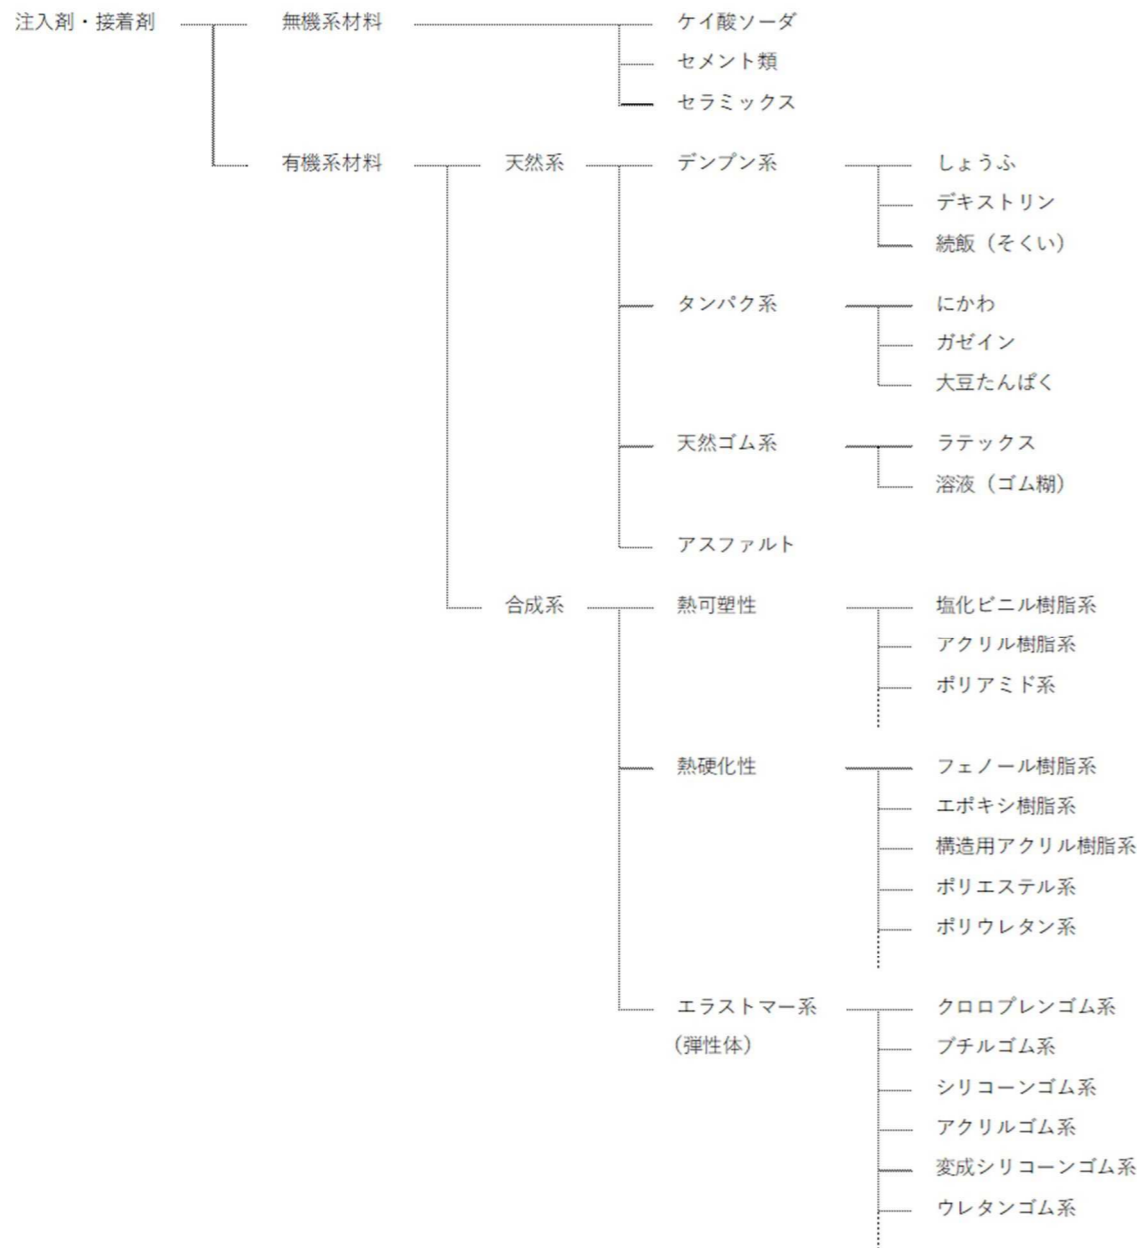 注入剤・接着剤 無機系材料 ケイ酸ソーダ
セメント類
セラミックス
有機系材料 天然系 デンプン系 しょうふ
デキストリン
続飯（そくい）
タンパク系 にかわ
ガゼイン
大豆たんぱく
天然ゴム系 ラテックス
溶液（ゴム糊）
アスファルト
合成系 熱可塑性 塩化ビニル樹脂系
アクリル樹脂系
ポリアミド系
熱硬化性 フェノール樹脂系
エポキシ樹脂系
構造用アクリル樹脂系
ポリエステル系
ポリウレタン系
エラストマー系 クロロプレンゴム系
（弾性体） ブチルゴム系
シリコーンゴム系
アクリルゴム系
変成シリコーンゴム系
ウレタンゴム系